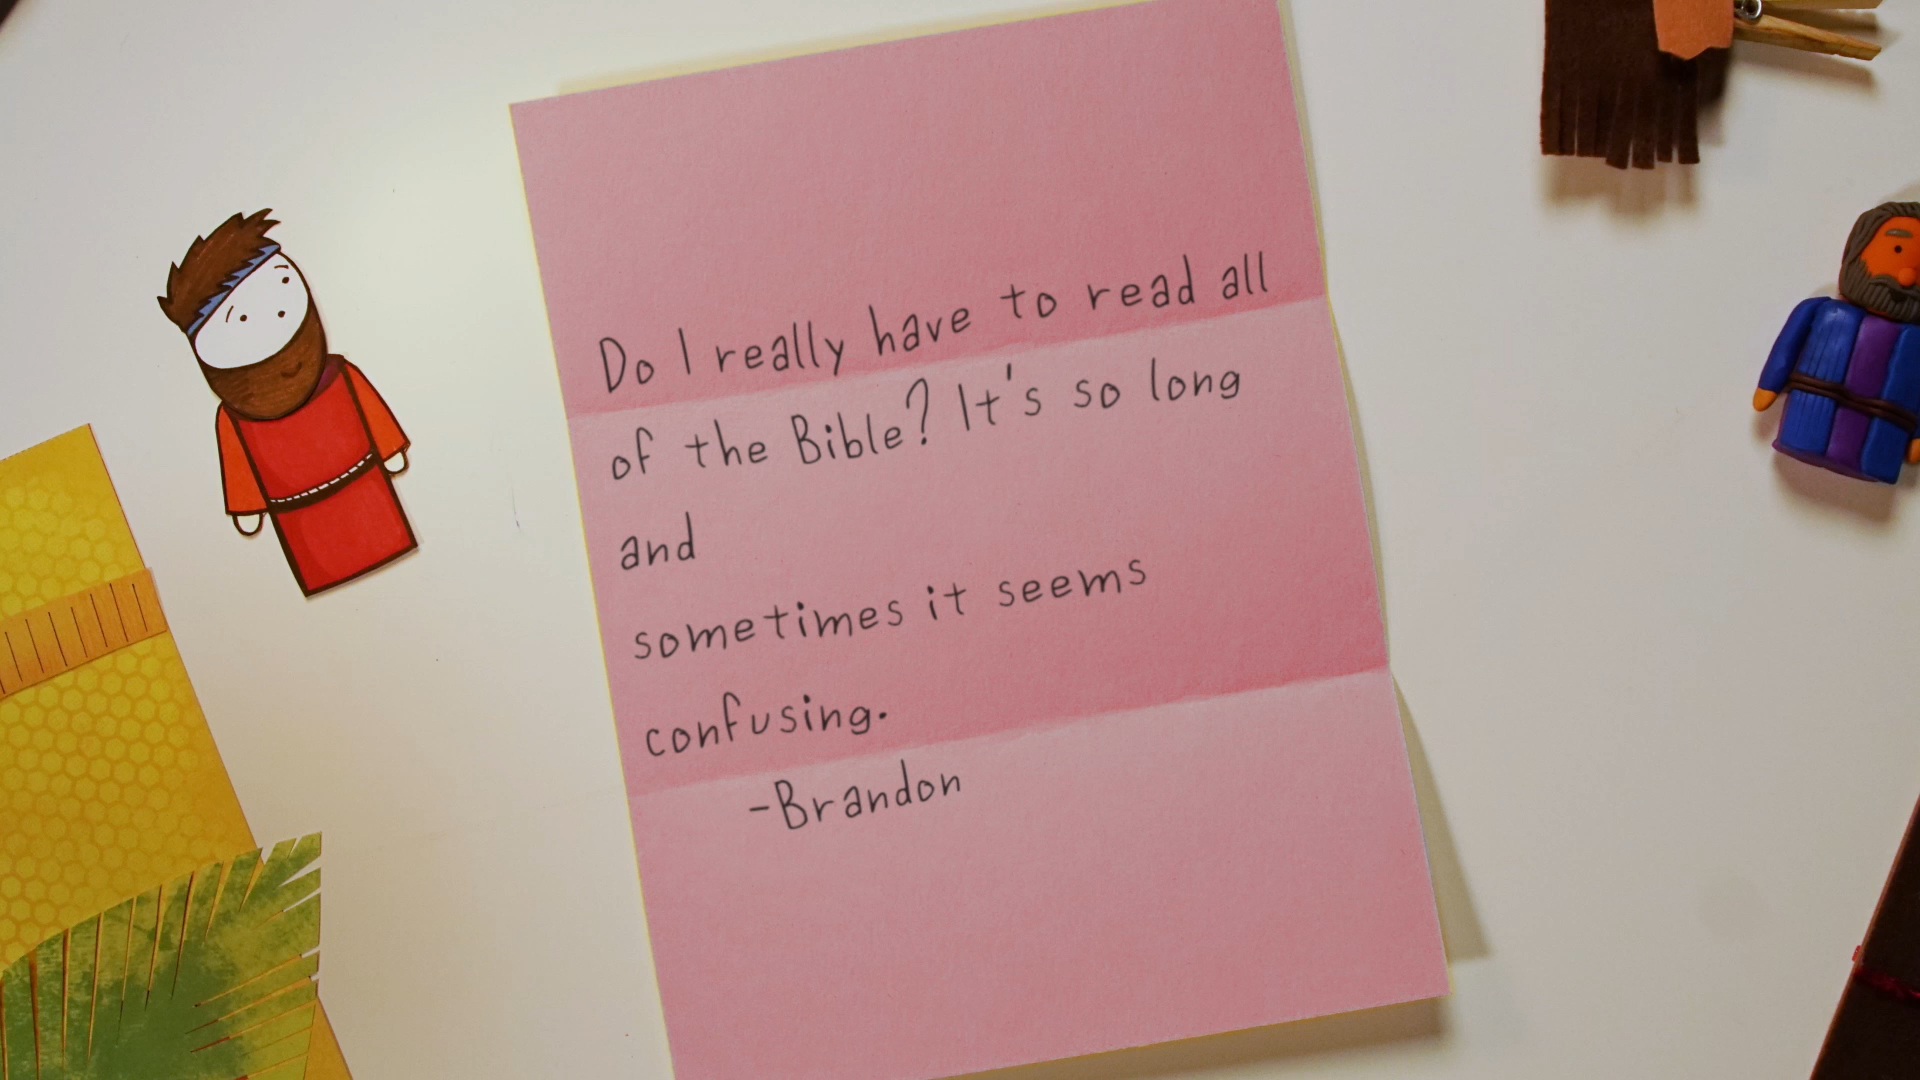 Do I really have to read all
of the Bible? It's so long
and
sometimes it seems
confusing.
-Brandon